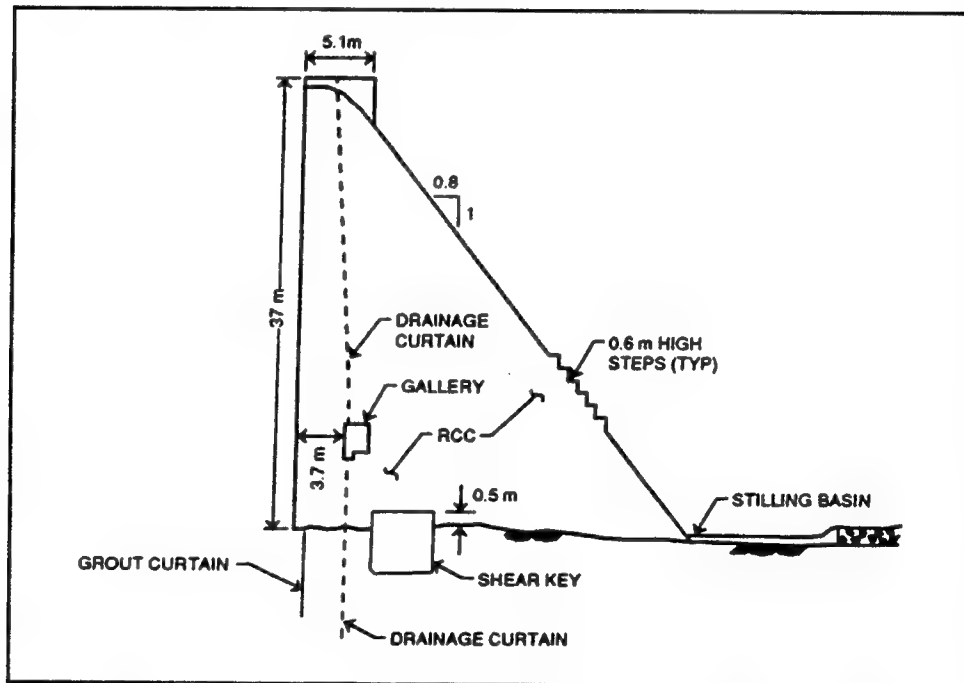 5.1m
0.8
1
37 m
DRAINAGE
CURTAIN
0.6 m HIGH
STEPS (TYP)
GALLERY
RCC
3.7 m
0.5 m
STILLING BASIN
GROUT CURTAIN
SHEAR KEY
DRAINAGE CURTAIN